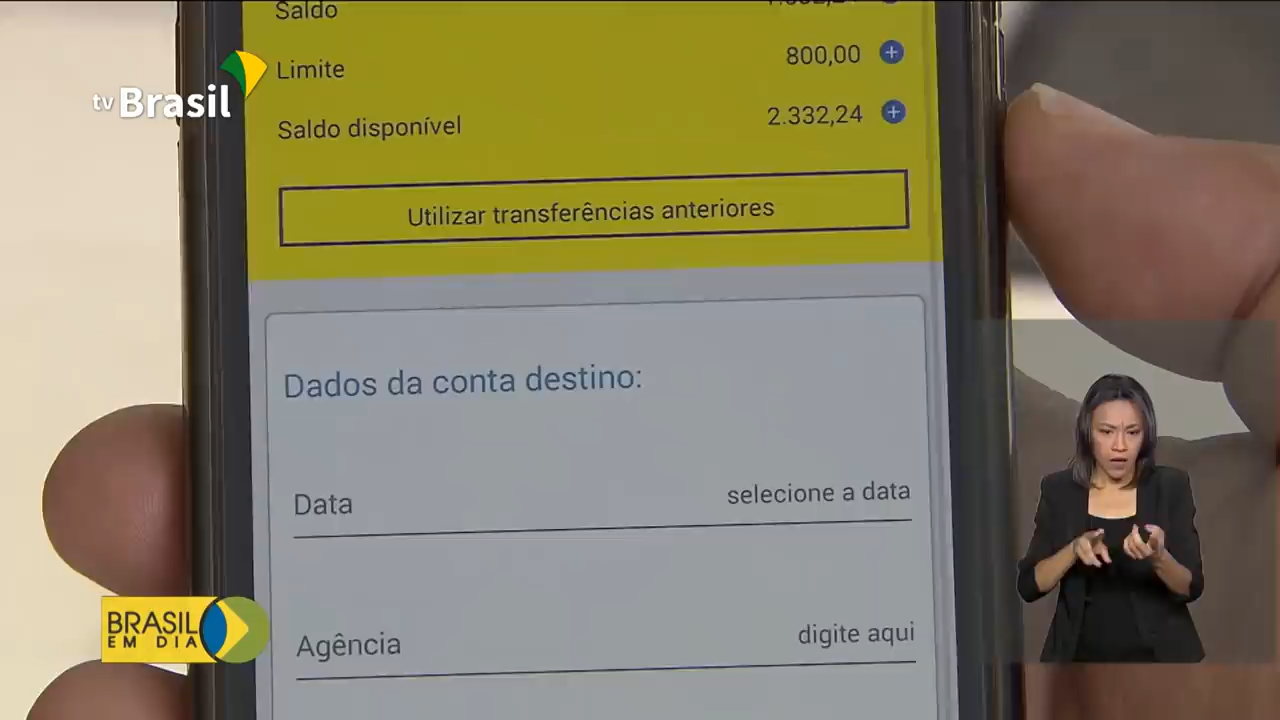 Saldo
Limite 800,00
Saldo disponível 2.332,24
tv Brasil
Utilizar transferências anteriores
Dados da conta destino:
Data selecione a data
Agência digite aqui
BRASIL
EM DIA